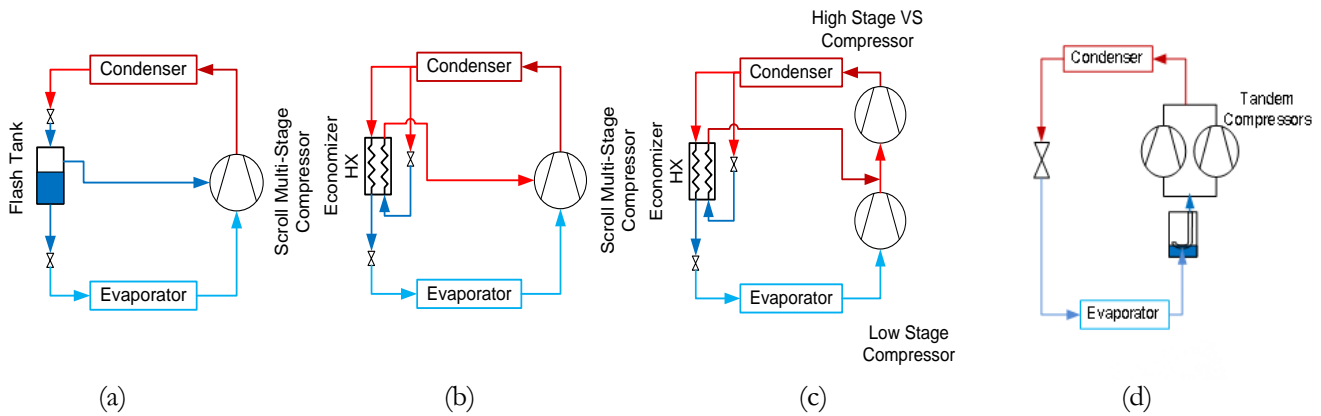 Condenser
Flash Tank
Scroll Multi-Stage
Compressor
Evaporator
(a)
Condenser
Economizer
HX
Scroll Multi-Stage
Compressor
Evaporator
(b)
High Stage VS
Compressor
Condenser
Economizer
HX
Evaporator
Low Stage
Compressor
(c)
Condenser
Tandem
Compressors
Evaporator
(d)